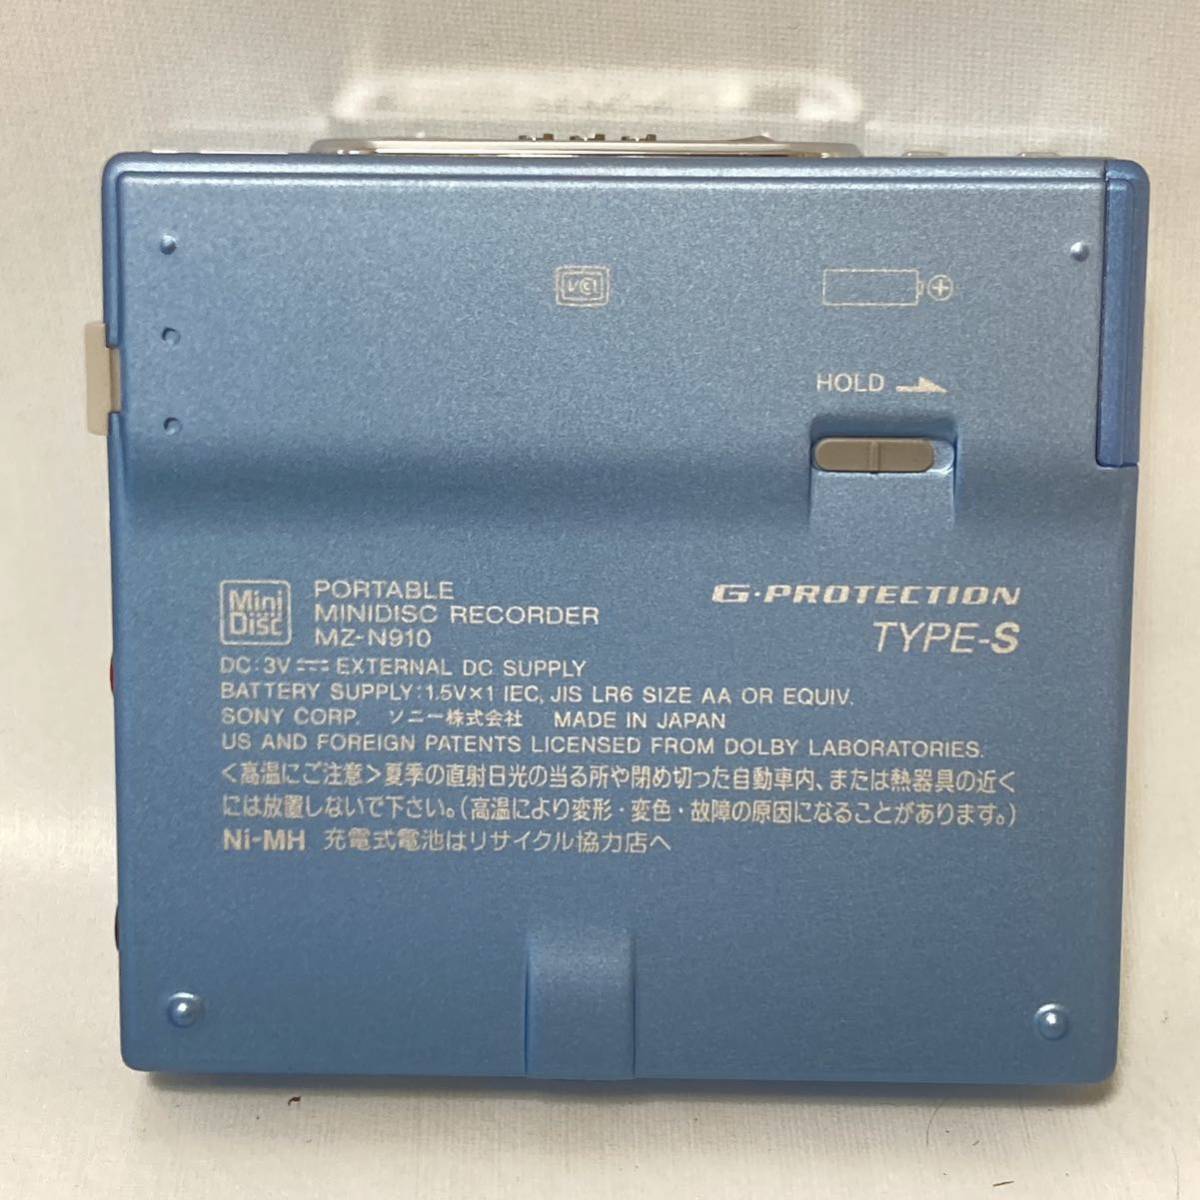 VCI
HOLD
Mini
Disc
PORTABLE
MINIDISC RECORDER
MZ-N910
G·PROTECTION
TYPE-S
DC:3V ⎓ EXTERNAL DC SUPPLY
BATTERY SUPPLY:1.5V×1 IEC, JIS LR6 SIZE AA OR EQUIV.
SONY CORP. ソニー株式会社 MADE IN JAPAN
US AND FOREIGN PATENTS LICENSED FROM DOLBY LABORATORIES.
<高温にご注意>夏季の直射日光の当る所や閉め切った自動車内、または熱器具の近く
には放置しないで下さい。(高温により変形・変色・故障の原因になることがあります。)
Ni-MH 充電式電池はリサイクル協力店へ